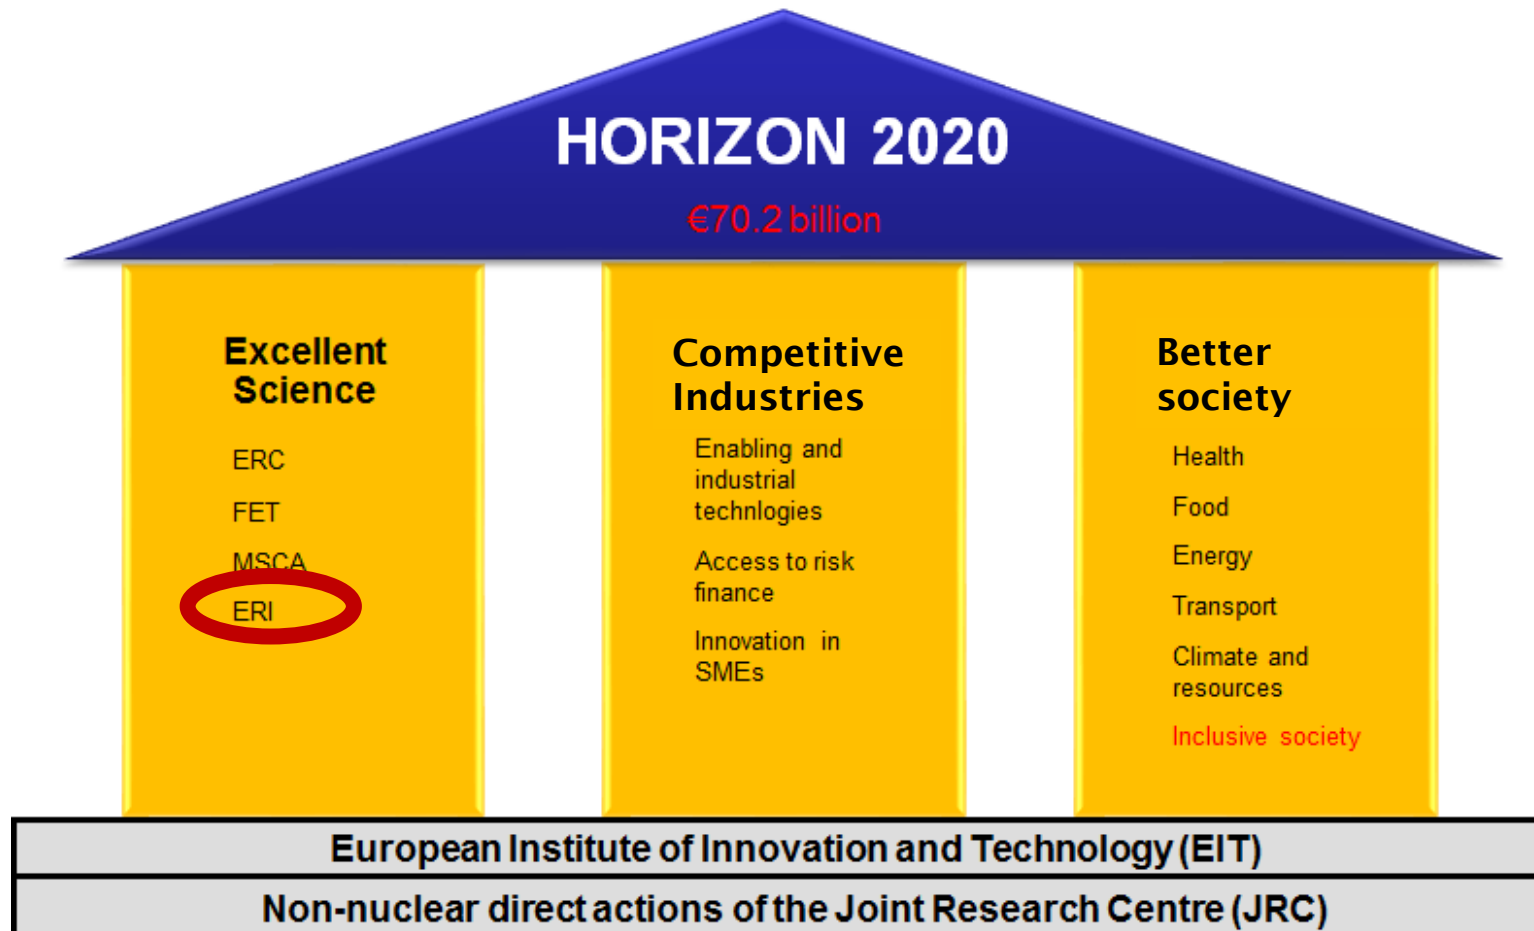 HORIZON 2020
€70.2 billion
Excellent
Science
ERC
FET
MSCA
ERI
Competitive
Industries
Enabling and
industrial
technlogies
Access to risk
finance
Innovation in
SMEs
Better
society
Health
Food
Energy
Transport
Climate and
resources
Inclusive society
European Institute of Innovation and Technology (EIT)
Non-nuclear direct actions of the Joint Research Centre (JRC)